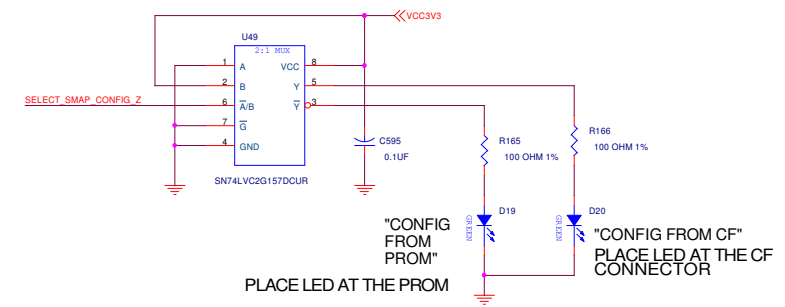 VCC3V3
U49
2:1 MUX
1 A VCC 8
2 B Y 5
SELECT_SMAP_CONFIG_Z
6 A/B Y 3
7 G
4 GND
SN74LVC2G157DCUR
C595
0.1UF
R165
100 OHM 1%
R166
100 OHM 1%
D19
GREEN
"CONFIG
FROM
PROM"
PLACE LED AT THE PROM
D20
GREEN
"CONFIG FROM CF"
PLACE LED AT THE CF
CONNECTOR